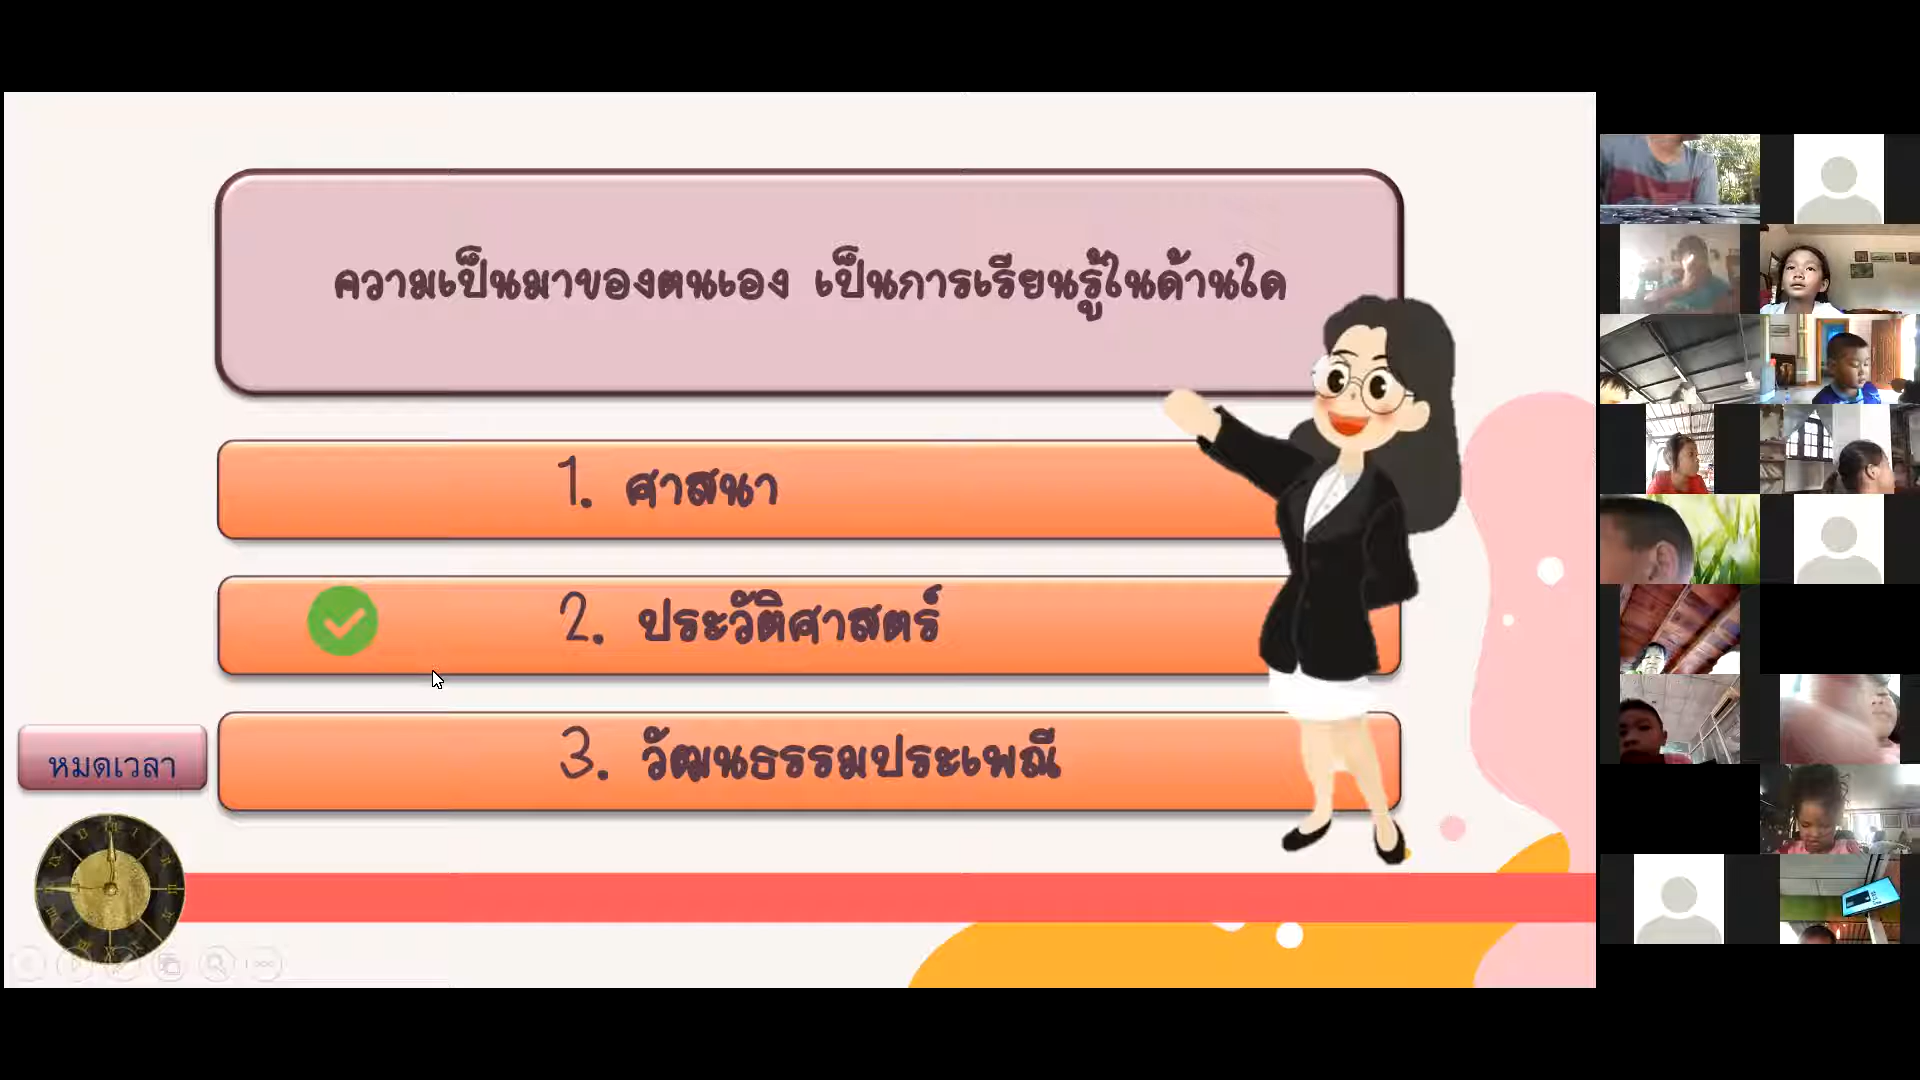 ความเป็นมาของตนเอง เป็นการเรียนรู้ในด้านใด
1. ศาสนา
2. ประวัติศาสตร์
3. วัฒนธรรมประเพณี
หมดเวลา